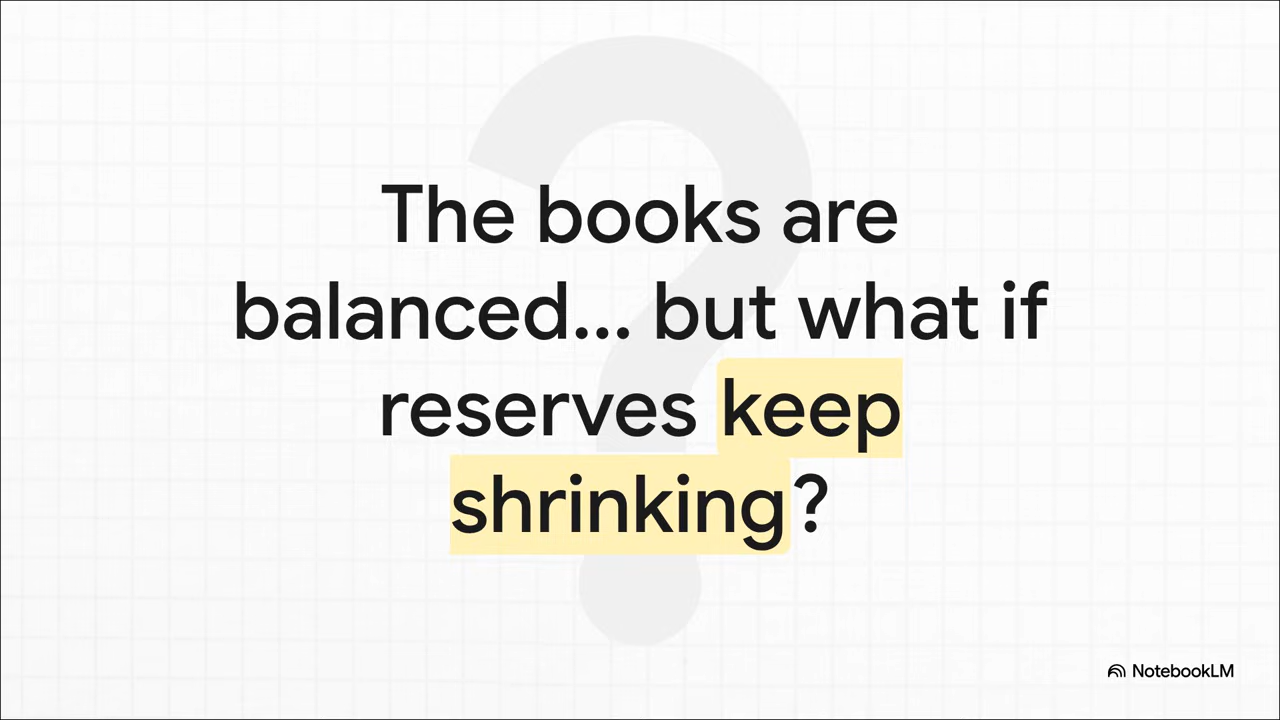 The books are
balanced... but what if
reserves keep
shrinking?
NotebookLM